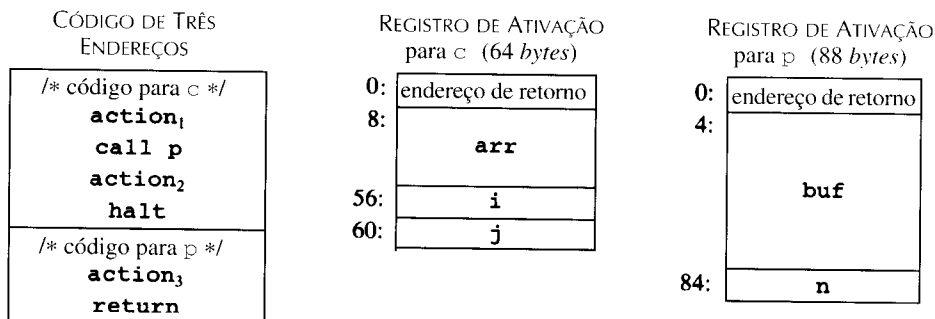 CÓDIGO DE TRÊS
ENDEREÇOS
/* código para c */
action₁
call p
action₂
halt
/* código para p */
action₃
return
REGISTRO DE ATIVAÇÃO
para c (64 bytes)
0: endereço de retorno
8:
arr
56: i
60: j
REGISTRO DE ATIVAÇÃO
para p (88 bytes)
0: endereço de retorno
4:
buf
84: n